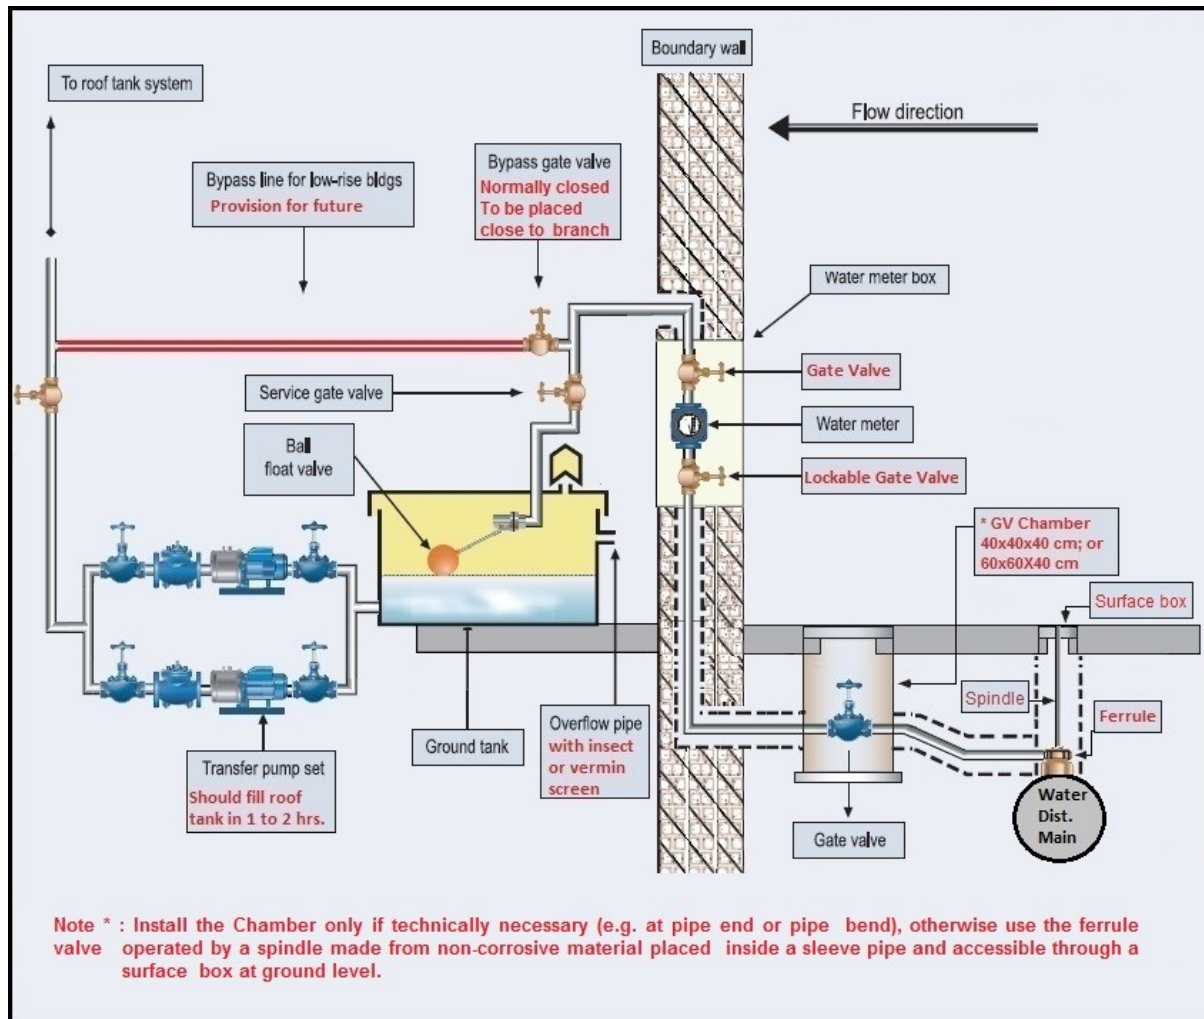 Boundary wall
To roof tank system
Flow direction
Bypass line for low-rise bldgs
Provision for future
Bypass gate valve
Normally closed
To be placed
close to branch
Water meter box
Gate Valve
Service gate valve
Water meter
Ball
float valve
Lockable Gate Valve
* GV Chamber
40x40x40 cm; or
60x60X40 cm
Surface box
Spindle
Ferrule
Ground tank
Overflow pipe
with insect
or vermin
screen
Transfer pump set
Should fill roof
tank in 1 to 2 hrs.
Water
Dist.
Main
Gate valve
Note * : Install the Chamber only if technically necessary (e.g. at pipe end or pipe bend), otherwise use the ferrule
valve operated by a spindle made from non-corrosive material placed inside a sleeve pipe and accessible through a
surface box at ground level.